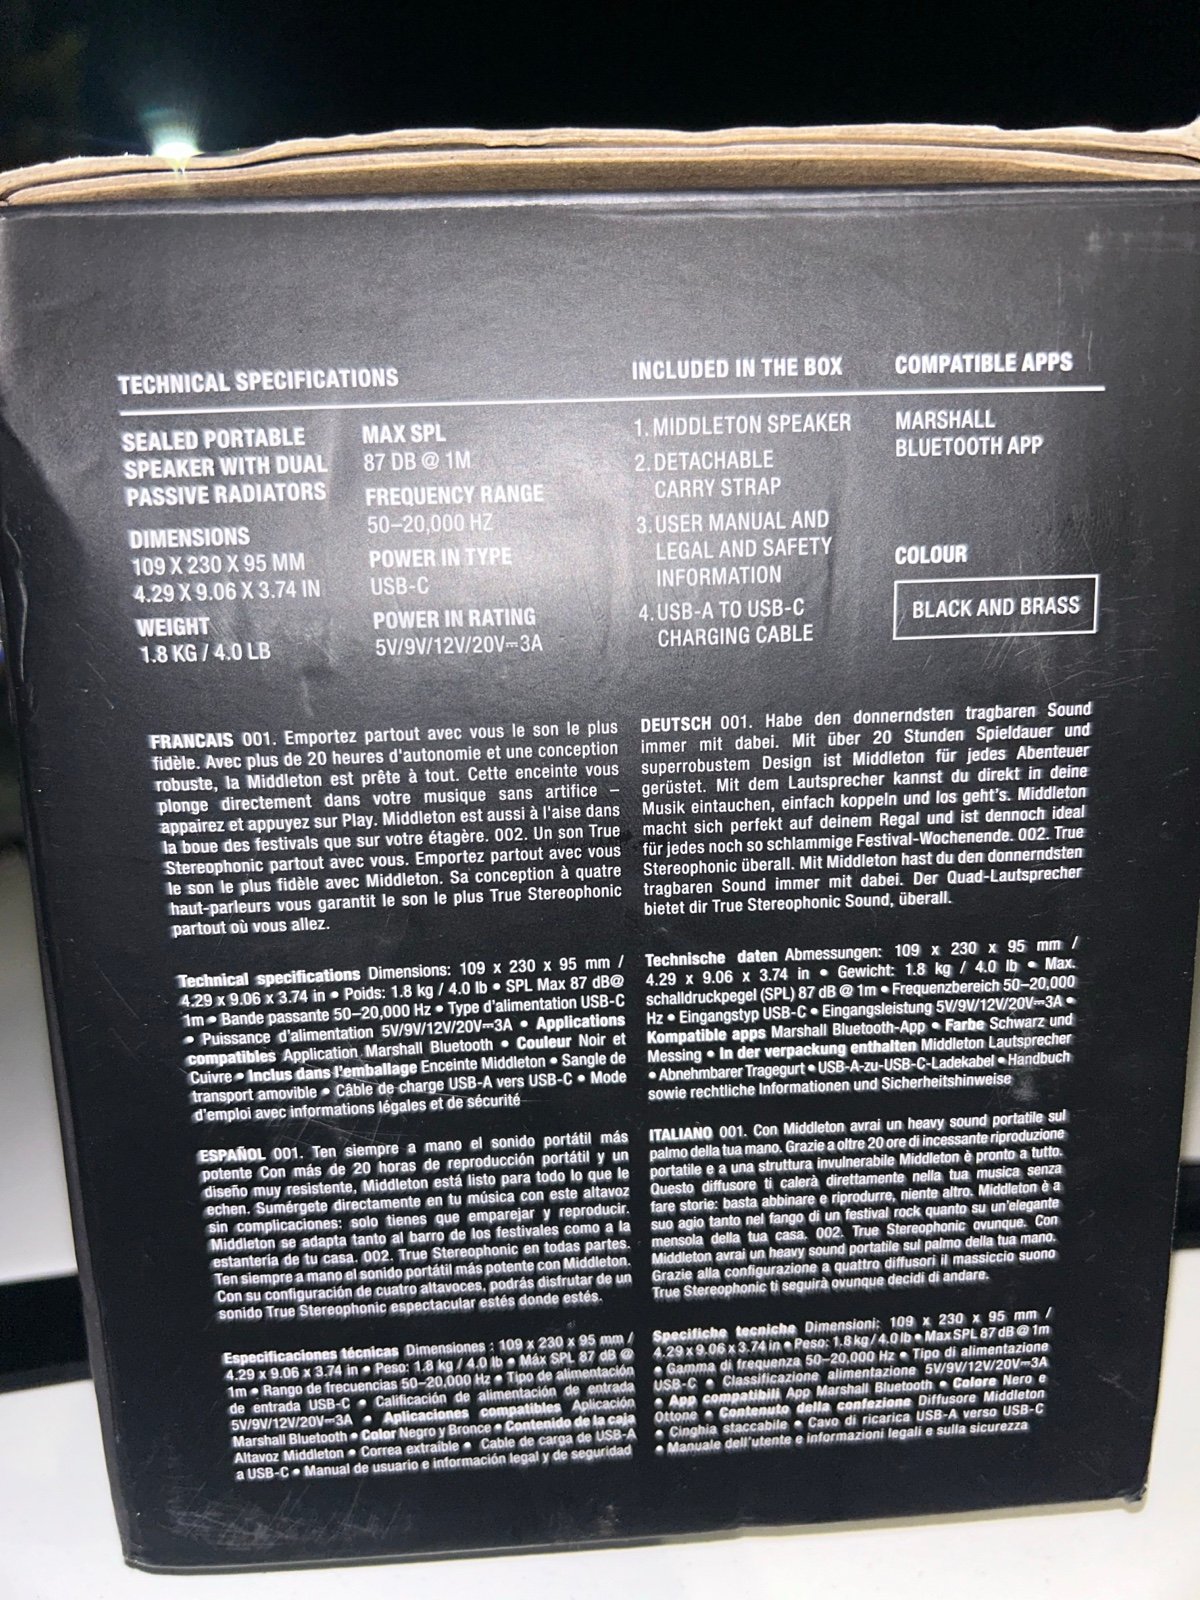 TECHNICAL SPECIFICATIONS
SEALED PORTABLE
SPEAKER WITH DUAL
PASSIVE RADIATORS
DIMENSIONS
109 X 230 X 95 MM
4.29 X 9.06 X 3.74 IN
WEIGHT
1.8 KG / 4.0 LB
MAX SPL
87 DB @ 1M
FREQUENCY RANGE
50–20,000 HZ
POWER IN TYPE
USB-C
POWER IN RATING
5V/9V/12V/20V⎓3A
INCLUDED IN THE BOX
1. MIDDLETON SPEAKER
2. DETACHABLE
CARRY STRAP
3. USER MANUAL AND
LEGAL AND SAFETY
INFORMATION
4. USB-A TO USB-C
CHARGING CABLE
COMPATIBLE APPS
MARSHALL
BLUETOOTH APP
COLOUR
BLACK AND BRASS
FRANCAIS 001. Emportez partout avec vous le son le plus
fidèle. Avec plus de 20 heures d'autonomie et une conception
robuste, la Middleton est prête à tout. Cette enceinte vous
plonge directement dans votre musique sans artifice –
appairez et appuyez sur Play. Middleton est aussi à l'aise dans
la boue des festivals que sur votre étagère. 002. Un son True
Stereophonic partout avec vous. Emportez partout avec vous
le son le plus fidèle avec Middleton. Sa conception à quatre
haut-parleurs vous garantit le son le plus True Stereophonic
partout où vous allez.
Technical specifications Dimensions: 109 x 230 x 95 mm /
4.29 x 9.06 x 3.74 in • Poids: 1.8 kg / 4.0 lb • SPL Max 87 dB@
1m • Bande passante 50–20,000 Hz • Type d'alimentation USB-C
• Puissance d'alimentation 5V/9V/12V/20V⎓3A • Applications
compatibles Application Marshall Bluetooth • Couleur Noir et
Cuivre • Inclus dans l'emballage Enceinte Middleton • Sangle de
transport amovible • Câble de charge USB-A vers USB-C • Mode
d'emploi avec informations légales et de sécurité
DEUTSCH 001. Habe den donnerndsten tragbaren Sound
immer mit dabei. Mit über 20 Stunden Spieldauer und
superrobustem Design ist Middleton für jedes Abenteuer
gerüstet. Mit dem Lautsprecher kannst du direkt in deine
Musik eintauchen, einfach koppeln und los geht's. Middleton
macht sich perfekt auf deinem Regal und ist dennoch ideal
für jedes noch so schlammige Festival-Wochenende. 002. True
Stereophonic überall. Mit Middleton hast du den donnerndsten
tragbaren Sound immer mit dabei. Der Quad-Lautsprecher
bietet dir True Stereophonic Sound, überall.
Technische daten Abmessungen: 109 x 230 x 95 mm /
4.29 x 9.06 x 3.74 in • Gewicht: 1.8 kg / 4.0 lb • Max.
schalldruckpegel (SPL) 87 dB @ 1m • Frequenzbereich 50–20,000
Hz • Eingangstyp USB-C • Eingangsleistung 5V/9V/12V/20V⎓3A •
Kompatible apps Marshall Bluetooth-App • Farbe Schwarz und
Messing • In der verpackung enthalten Middleton Lautsprecher
• Abnehmbarer Tragegurt • USB-A-zu-USB-C-Ladekabel • Handbuch
sowie rechtliche Informationen und Sicherheitshinweise
ESPAÑOL 001. Ten siempre a mano el sonido portátil más
potente Con más de 20 horas de reproducción portátil y un
diseño muy resistente, Middleton está listo para todo lo que le
echen. Sumérgete directamente en tu música con este altavoz
sin complicaciones: solo tienes que emparejar y reproducir.
Middleton se adapta tanto al barro de los festivales como a la
estantería de tu casa. 002. True Stereophonic en todas partes.
Ten siempre a mano el sonido portátil más potente con Middleton.
Con su configuración de cuatro altavoces, podrás disfrutar de un
sonido True Stereophonic espectacular estés donde estés.
Especificaciones técnicas Dimensiones : 109 x 230 x 95 mm /
4.29 x 9.06 x 3.74 in • Peso: 1.8 kg / 4.0 lb • Máx SPL 87 dB @
1m • Rango de frecuencias 50–20,000 Hz • Tipo de alimentación
de entrada USB-C • Calificación de alimentación de entrada
5V/9V/12V/20V⎓3A • Aplicaciones compatibles Aplicación
Marshall Bluetooth • Color Negro y Bronce • Contenido de la caja
Altavoz Middleton • Correa extraíble • Cable de carga de USB-A
a USB-C • Manual de usuario e información legal y de seguridad
ITALIANO 001. Con Middleton avrai un heavy sound portatile sul
palmo della tua mano. Grazie a oltre 20 ore di incessante riproduzione
portatile e a una struttura invulnerabile Middleton è pronto a tutto.
Questo diffusore ti calerà direttamente nella tua musica senza
fare storie: basta abbinare e riprodurre, niente altro. Middleton è a
suo agio tanto nel fango di un festival rock quanto su un'elegante
mensola della tua casa. 002. True Stereophonic ovunque. Con
Middleton avrai un heavy sound portatile sul palmo della tua mano.
Grazie alla configurazione a quattro diffusori il massiccio suono
True Stereophonic ti seguirà ovunque decidi di andare.
Specifiche tecniche Dimensioni: 109 x 230 x 95 mm /
4.29 x 9.06 x 3.74 in • Peso: 1.8 kg / 4.0 lb • Max SPL 87 dB @ 1m
• Gamma di frequenza 50–20,000 Hz • Tipo di alimentazione
USB-C • Classificazione alimentazione 5V/9V/12V/20V⎓3A
• App compatibili App Marshall Bluetooth • Colore Nero e
Ottone • Contenuto della confezione Diffusore Middleton
• Cinghia staccabile • Cavo di ricarica USB-A verso USB-C
• Manuale dell'utente e informazioni legali e sulla sicurezza